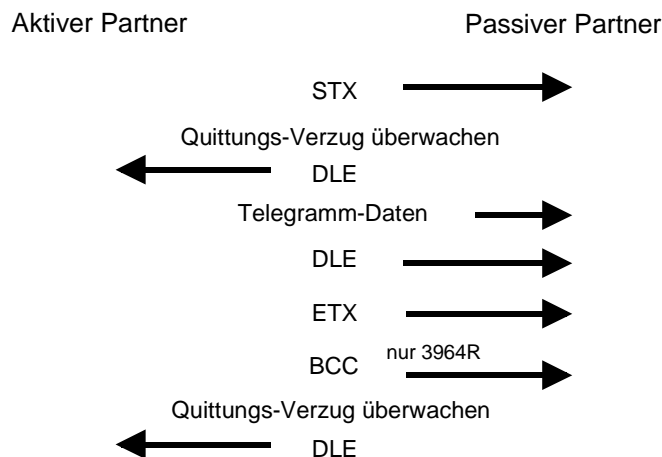 Aktiver Partner Passiver Partner
STX
Quittungs-Verzug überwachen
DLE
Telegramm-Daten
DLE
ETX
BCC nur 3964R
Quittungs-Verzug überwachen
DLE